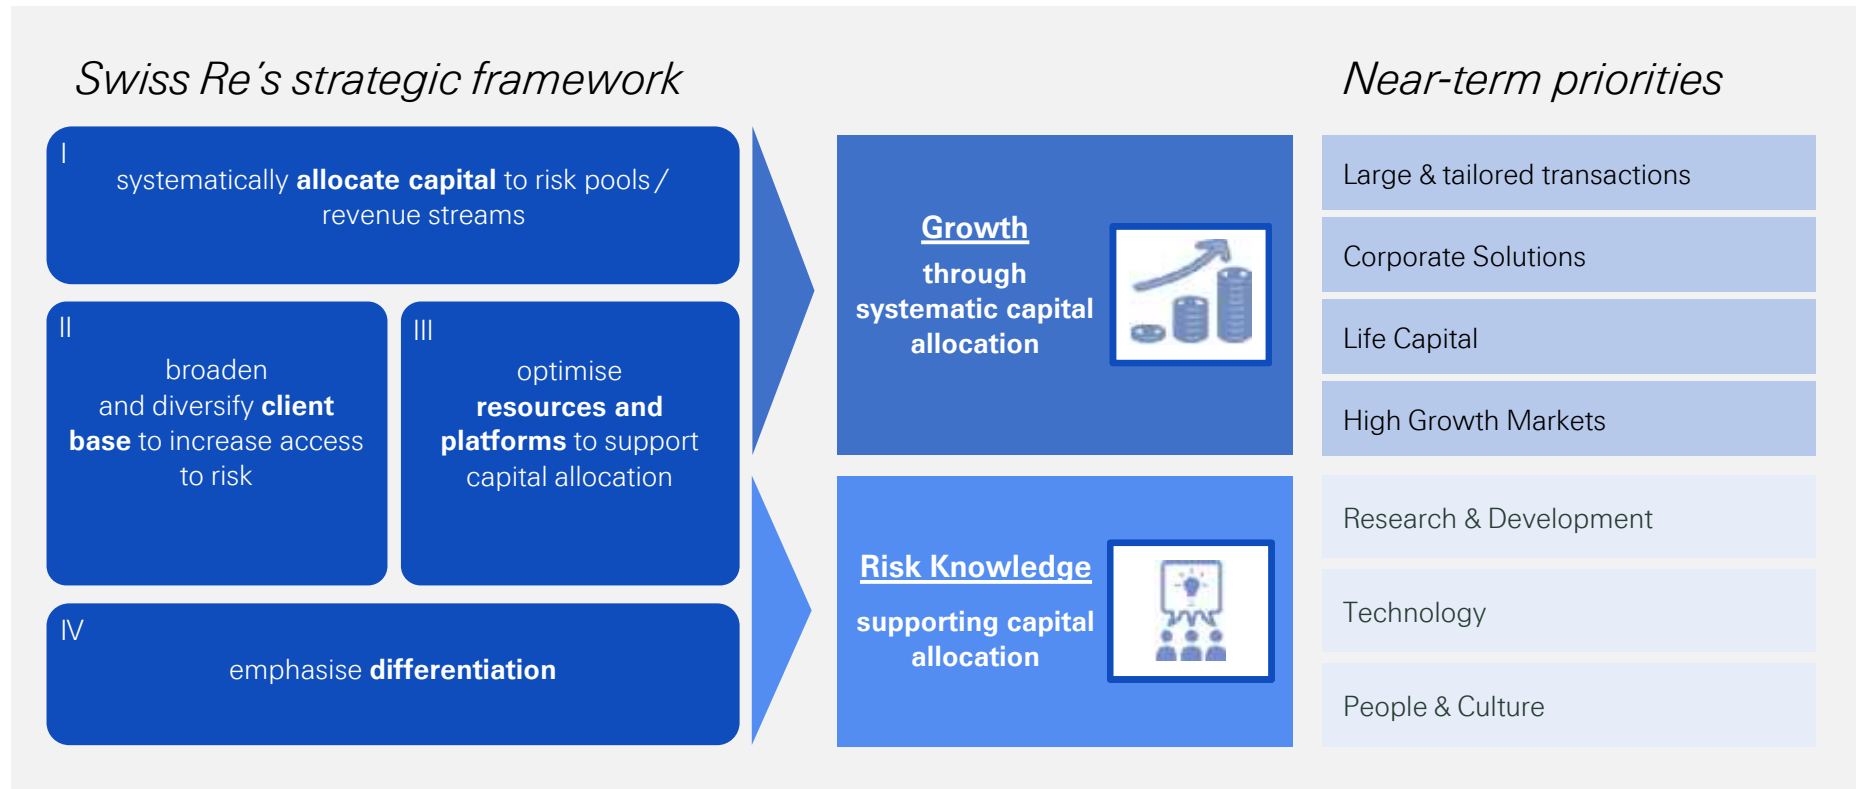 Swiss Re´s strategic framework
Near-term priorities
I
systematically allocate capital to risk pools /
revenue streams
II
broaden
and diversify client
base to increase access
to risk
III
optimise
resources and
platforms to support
capital allocation
IV
emphasise differentiation
Growth
through
systematic capital
allocation
Risk Knowledge
supporting capital
allocation
Large & tailored transactions
Corporate Solutions
Life Capital
High Growth Markets
Research & Development
Technology
People & Culture